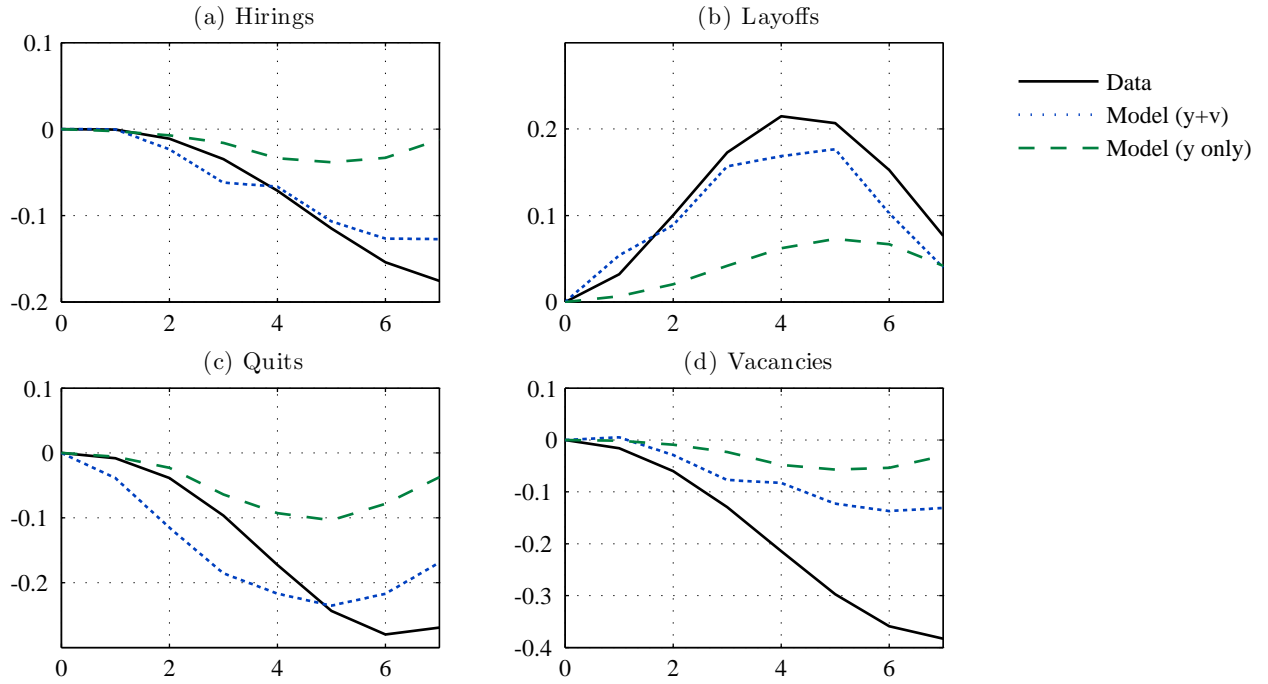 (a) Hirings
0.1
0
-0.1
-0.2
0 2 4 6
(b) Layoffs
0.2
0.1
0
0 2 4 6
Data
Model (y+v)
Model (y only)
(c) Quits
0.1
0
-0.1
-0.2
0 2 4 6
(d) Vacancies
0.1
0
-0.1
-0.2
-0.3
-0.4
0 2 4 6